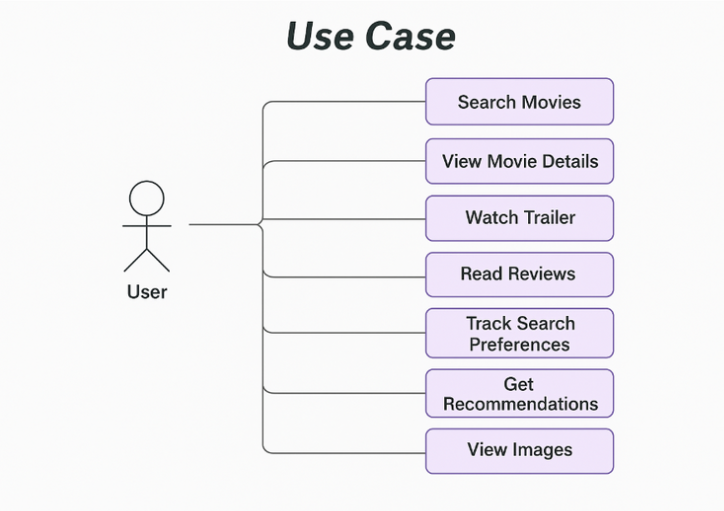 Use Case
Search Movies
View Movie Details
Watch Trailer
Read Reviews
Track Search
Preferences
Get
Recommendations
View Images
User